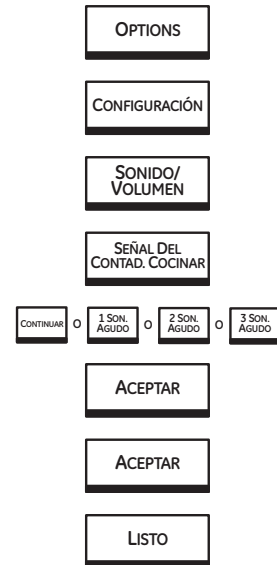 OPTIONS
CONFIGURACIÓN
SONIDO/
VOLUMEN
SEÑAL DEL
CONTAD. COCINAR
CONTINUAR O 1 SON. AGUDO O 2 SON. AGUDO O 3 SON. AGUDO
ACEPTAR
ACEPTAR
LISTO